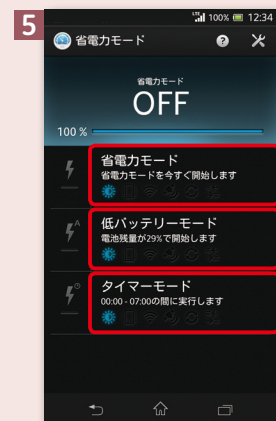 5
LTE 100% 12:34
省電力モード
省電力モード
OFF
100 %
省電力モード
省電力モードを今すぐ開始します
低バッテリーモード
電池残量が29%で開始します
タイマーモード
00:00 - 07:00の間に実行します